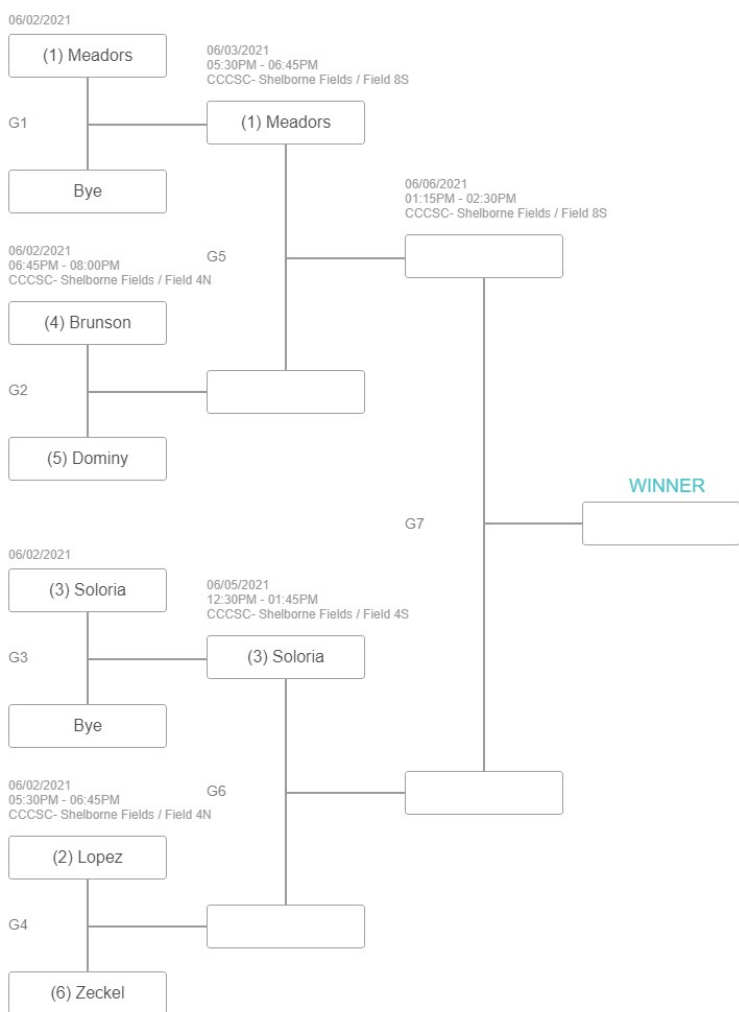 06/02/2021
(1) Meadors
G1
Bye
06/03/2021
05:30PM - 06:45PM
CCCSC- Shelborne Fields / Field 8S
(1) Meadors
06/02/2021
06:45PM - 08:00PM
CCCSC- Shelborne Fields / Field 4N
(4) Brunson
G2
(5) Dominy
G5
06/06/2021
01:15PM - 02:30PM
CCCSC- Shelborne Fields / Field 8S
WINNER
G7
06/02/2021
(3) Soloria
G3
Bye
06/05/2021
12:30PM - 01:45PM
CCCSC- Shelborne Fields / Field 4S
(3) Soloria
06/02/2021
05:30PM - 06:45PM
CCCSC- Shelborne Fields / Field 4N
(2) Lopez
G4
(6) Zeckel
G6